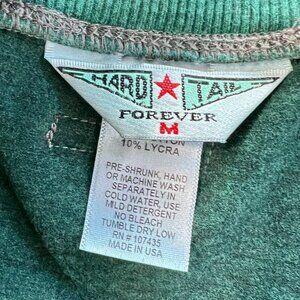 HARD TAIL
FOREVER
M
10% LYCRA
PRE-SHRUNK, HAND
OR MACHINE WASH
SEPARATELY IN
COLD WATER, USE
MILD DETERGENT
NO BLEACH
TUMBLE DRY LOW
RN # 107435
MADE IN USA